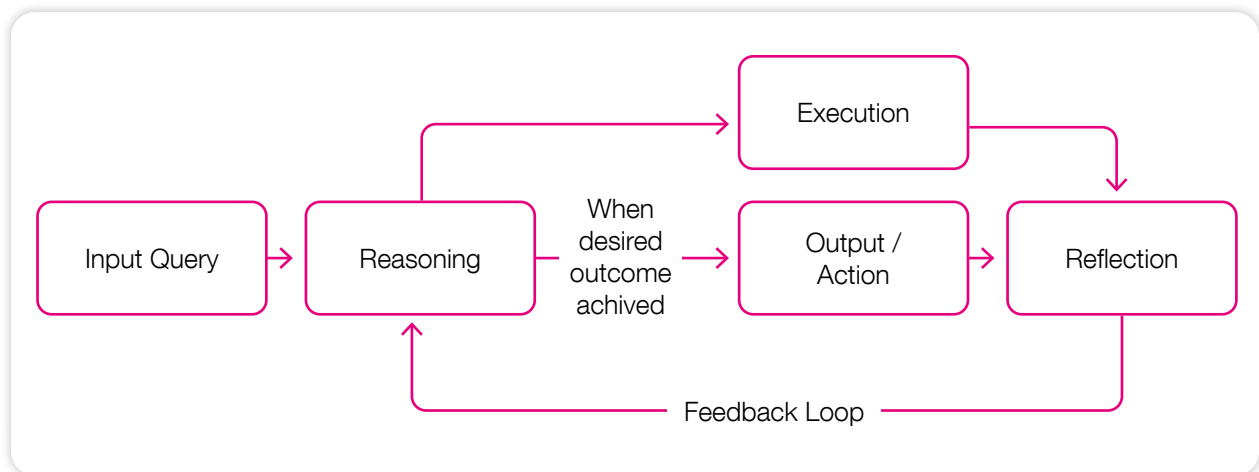 Execution
Input Query
Reasoning
When
desired
outcome
achived
Output /
Action
Reflection
Feedback Loop